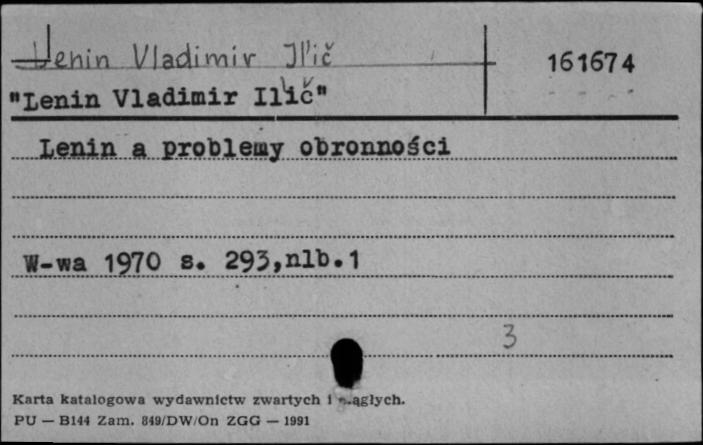 Lenin Vladimir Il'ič
161674
"Lenin Vladimir Ilič"
Lenin a problemy obronności
W-wa 1970 s. 293,nlb.1
3
Karta katalogowa wydawnictw zwartych i ciągłych.
PU — B144 Zam. 849/DW/On ZGG — 1991